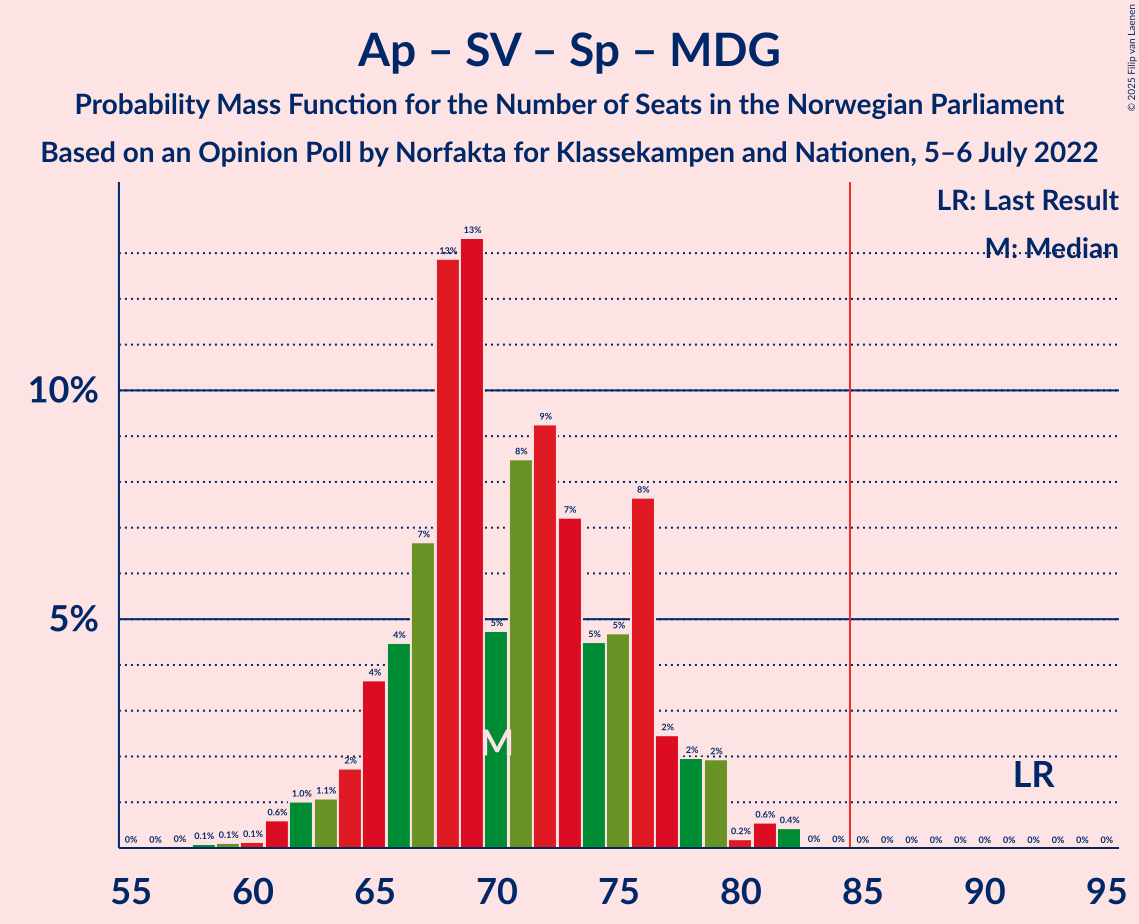 Ap – SV – Sp – MDG
Probability Mass Function for the Number of Seats in the Norwegian Parliament
Based on an Opinion Poll by Norfakta for Klassekampen and Nationen, 5–6 July 2022
© 2025 Filip van Laenen
LR: Last Result
M: Median
10%
5%
0% 0% 0% 0.1% 0.1% 0.1% 0.6% 1.0% 1.1% 2% 4% 4% 7% 13% 13% 5% 8% 9% 7% 5% 5% 8% 2% 2% 2% 0.2% 0.6% 0.4% 0% 0% 0% 0% 0% 0% 0% 0% 0% 0% 0% 0% 0%
M
LR
55 60 65 70 75 80 85 90 95